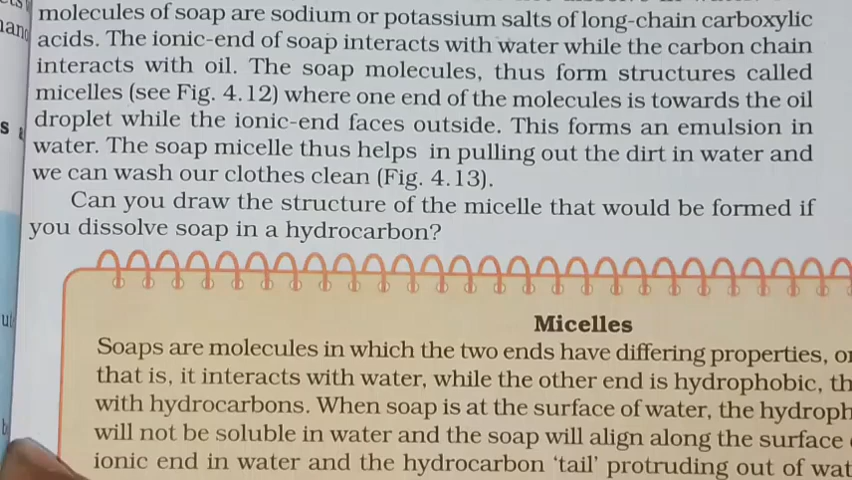 molecules of soap are sodium or potassium salts of long-chain carboxylic
acids. The ionic-end of soap interacts with water while the carbon chain
interacts with oil. The soap molecules, thus form structures called
micelles (see Fig. 4.12) where one end of the molecules is towards the oil
droplet while the ionic-end faces outside. This forms an emulsion in
water. The soap micelle thus helps in pulling out the dirt in water and
we can wash our clothes clean (Fig. 4.13).
Can you draw the structure of the micelle that would be formed if
you dissolve soap in a hydrocarbon?
Micelles
Soaps are molecules in which the two ends have differing properties,
that is, it interacts with water, while the other end is hydrophobic,
with hydrocarbons. When soap is at the surface of water, the
will not be soluble in water and the soap will align along the surface
ionic end in water and the hydrocarbon 'tail' protruding out of